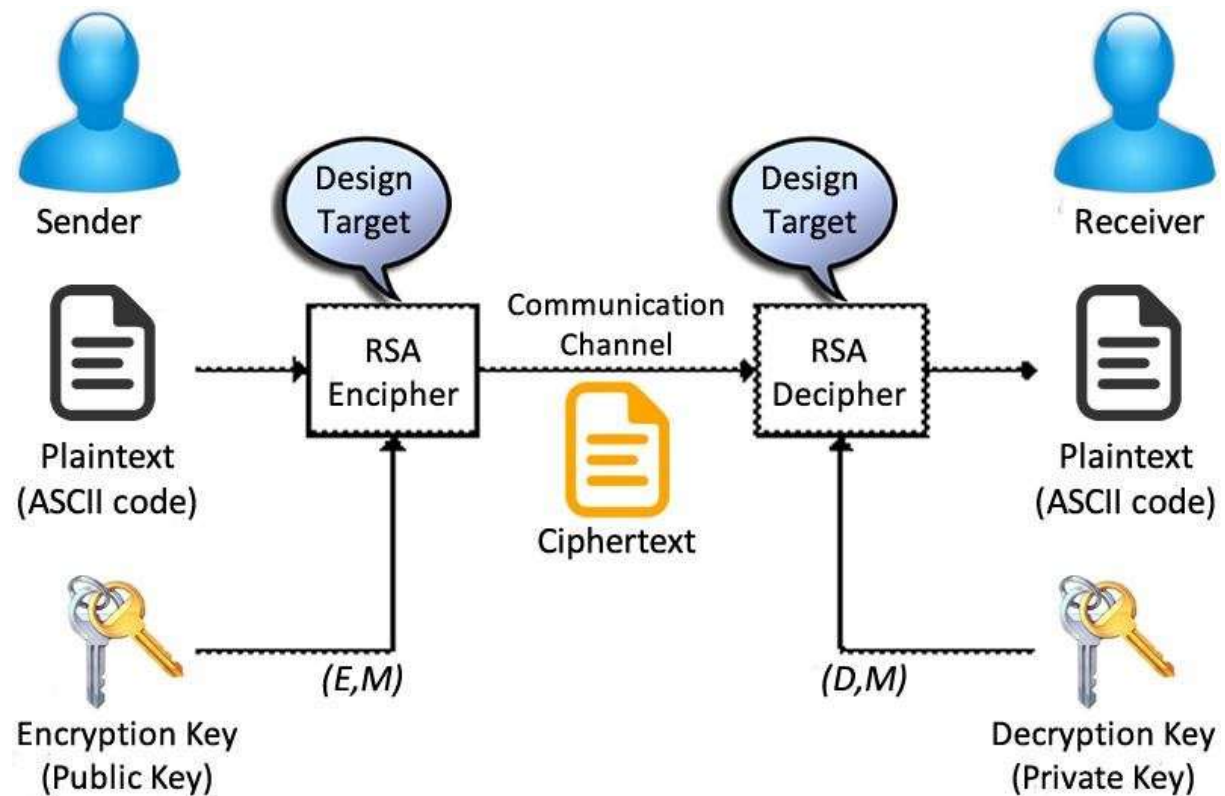 Sender
Design
Target
Design
Target
Receiver
Plaintext
(ASCII code)
RSA
Encipher
Communication
Channel
Ciphertext
RSA
Decipher
Plaintext
(ASCII code)
Encryption Key
(Public Key)
(E,M)
(D,M)
Decryption Key
(Private Key)